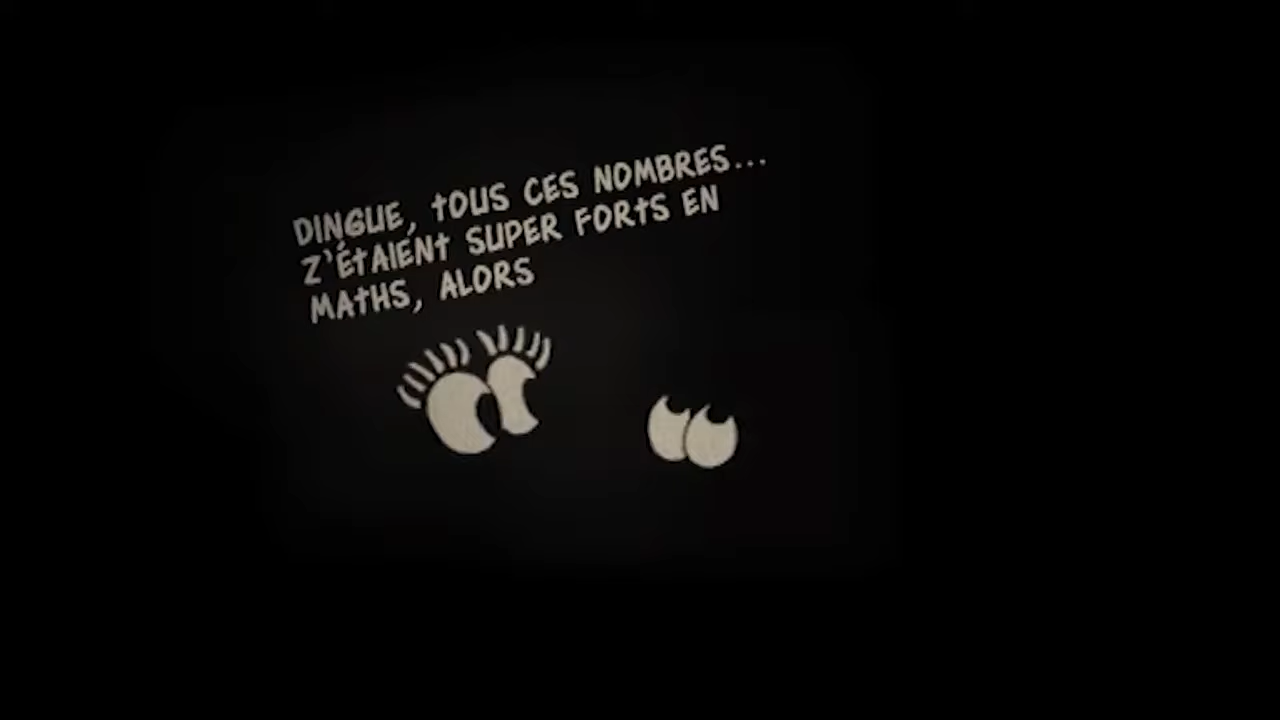 DINGUE, TOUS CES NOMBRES...
Z'ÉTAIENT SUPER FORTS EN
MATHS, ALORS